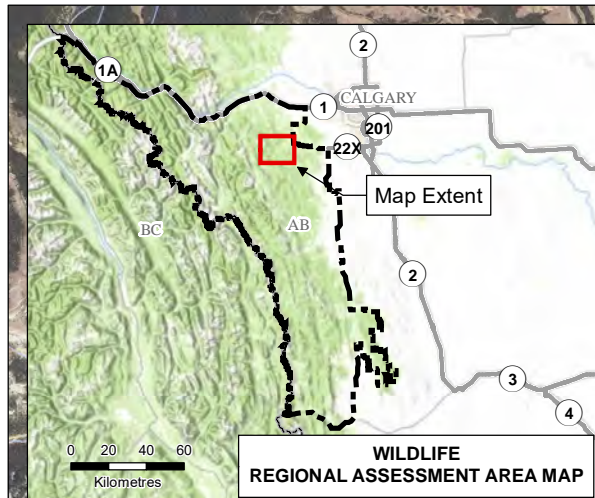 2
1A
1
CALGARY
201
22X
Map Extent
BC
AB
2
3
4
0 20 40 60
Kilometres
WILDLIFE
REGIONAL ASSESSMENT AREA MAP